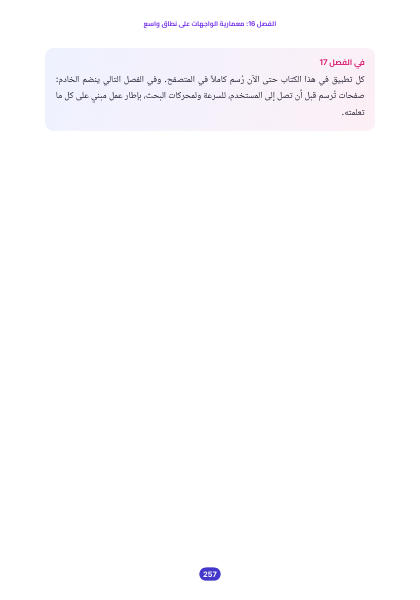 الفصل 16: معمارية الواجهات على نطاق واسع
في الفصل 17
كل تطبيق في هذا الكتاب حتى الآن رُسم كاملاً في المتصفح. وفي الفصل التالي ينضم الخادم:
صفحات تُرسم قبل أن تصل إلى المستخدم، للسرعة ولمحركات البحث، بإطار عمل مبني على كل ما
تعلمته.
257